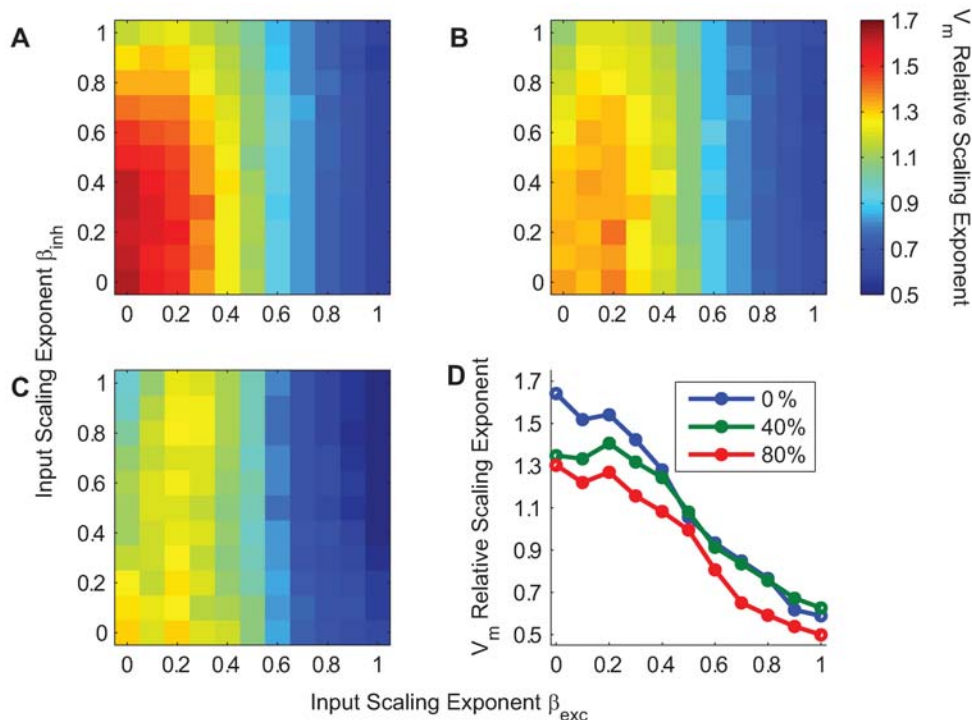 A
1
0.8
0.6
0.4
0.2
0
0 0.2 0.4 0.6 0.8 1
B
1
0.8
0.6
0.4
0.2
0
0 0.2 0.4 0.6 0.8 1
1.7
1.5
1.3
1.1
0.9
0.7
0.5
Vm Relative Scaling Exponent
Input Scaling Exponent βinh
C
1
0.8
0.6
0.4
0.2
0
0 0.2 0.4 0.6 0.8 1
D
Vm Relative Scaling Exponent
1.7
1.5
1.3
1.1
0.9
0.7
0.5
0 0.2 0.4 0.6 0.8 1
0 %
40%
80%
Input Scaling Exponent βexc